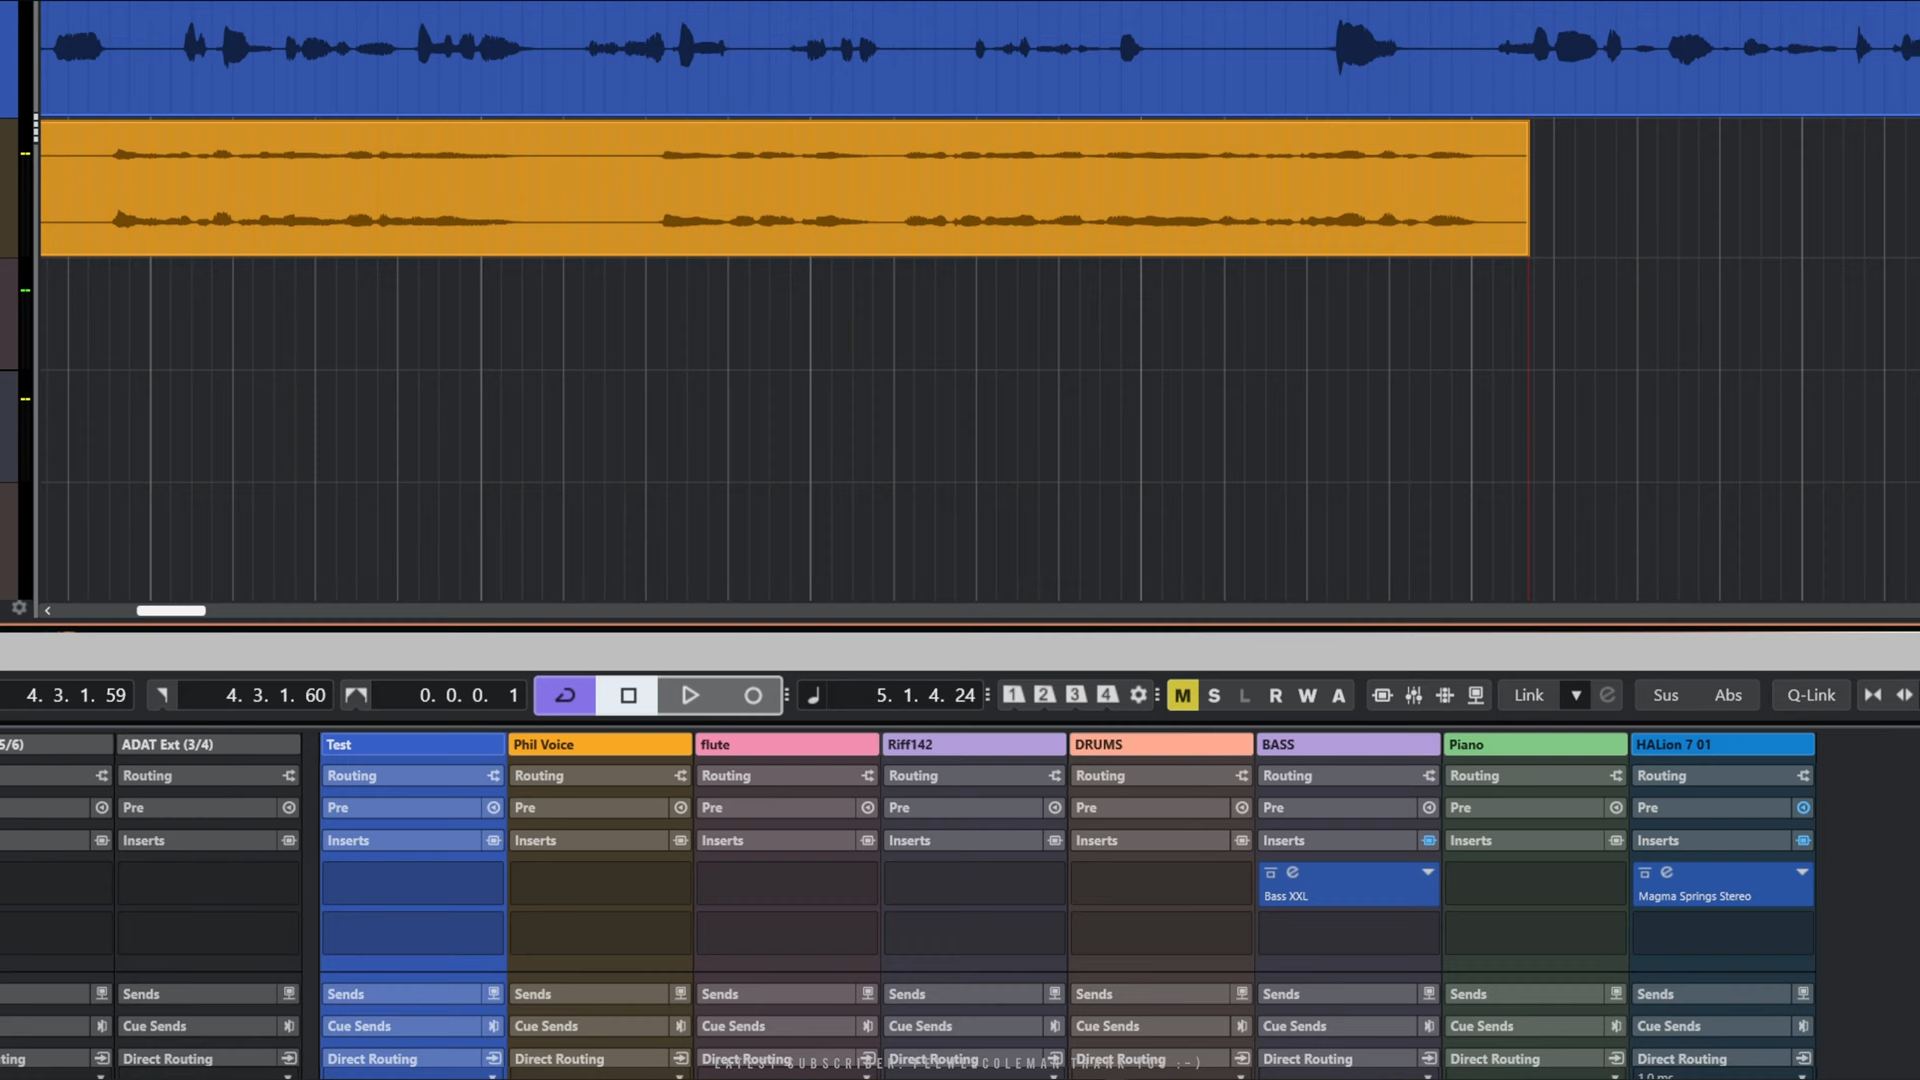 4. 3. 1. 59 4. 3. 1. 60 0. 0. 0. 1 5. 1. 4. 24 1 2 3 4 M S L R W A Link Sus Abs Q-Link
5/6) ADAT Ext (3/4) Test Phil Voice flute Riff142 DRUMS BASS Piano HALion 7 01
Routing Routing Routing Routing Routing Routing Routing Routing
Pre Pre Pre Pre Pre Pre Pre Pre Pre
Inserts Inserts Inserts Inserts Inserts Inserts Inserts Inserts Inserts
Bass XXL Magma Springs Stereo
Sends Sends Sends Sends Sends Sends Sends Sends Sends
Cue Sends Cue Sends Cue Sends Cue Sends Cue Sends Cue Sends Cue Sends Cue Sends Cue Sends
ting Direct Routing Direct Routing Direct Routing Direct Routing Direct Routing Direct Routing Direct Routing Direct Routing Direct Routing
LATEST SUBSCRIBER: THANK YOU :-)
1.0 ms